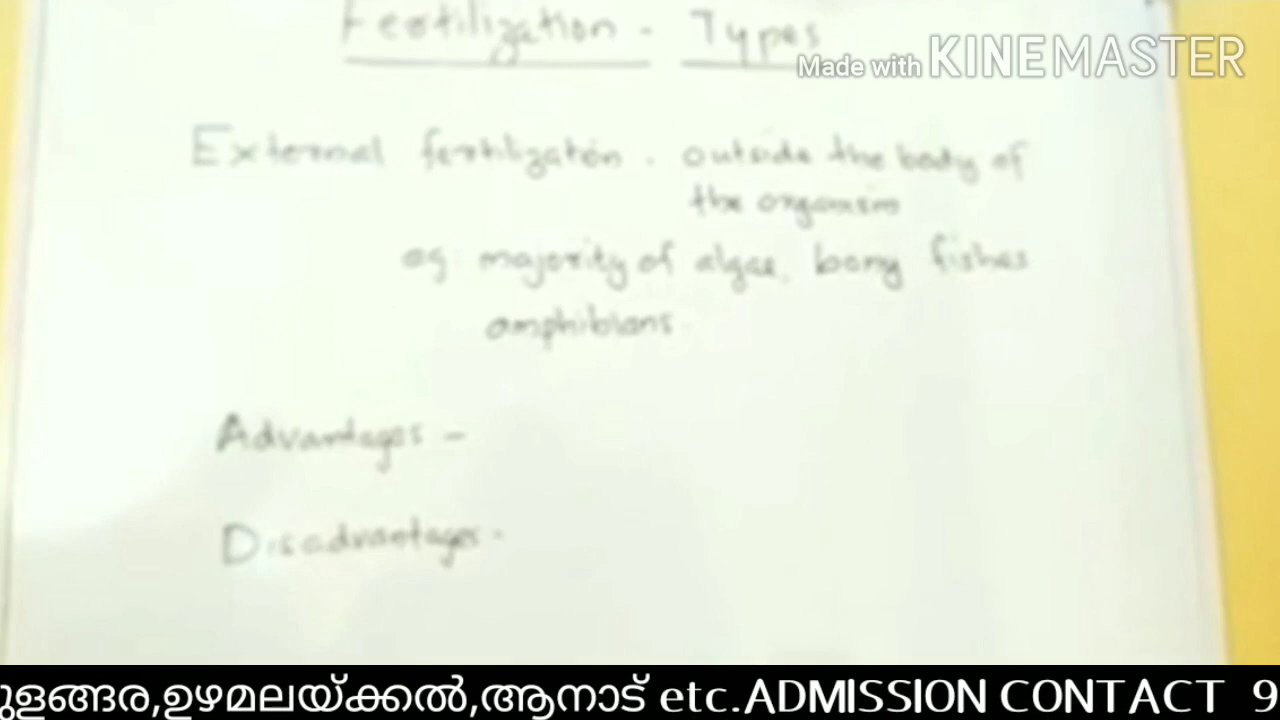 Fertilization - Types
Made with KINEMASTER
External fertilization . outside the body of
the organism
eg: majority of algae, bony fishes
amphibians.
Advantages -
Disadvantages -
ുളങ്ങര,ഉഴമലയ്ക്കൽ,ആനാട് etc.ADMISSION CONTACT 9